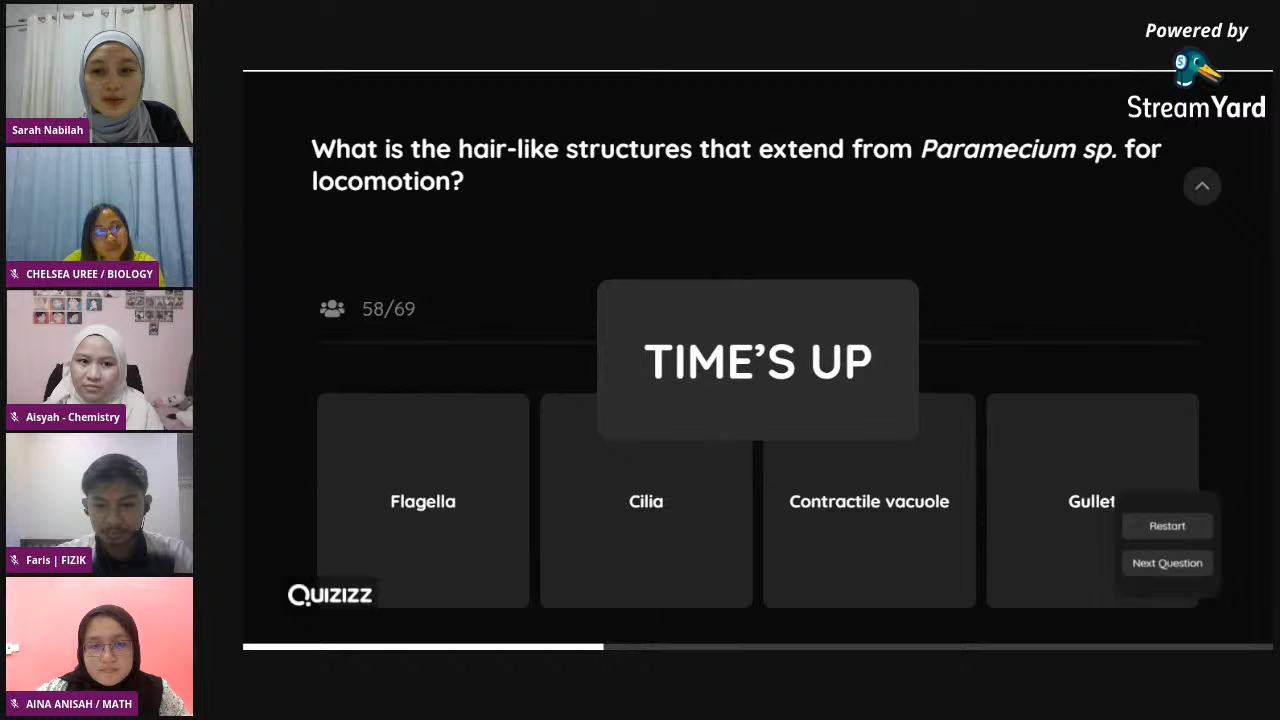 Sarah Nabilah
CHELSEA UREE / BIOLOGY
Aisyah - Chemistry
Faris | FIZIK
AINA ANISAH / MATH
Powered by
StreamYard
What is the hair-like structures that extend from Paramecium sp. for
locomotion?
58/69
TIME'S UP
Flagella
Cilia
Contractile vacuole
Gullet
Restart
Next Question
Quizizz